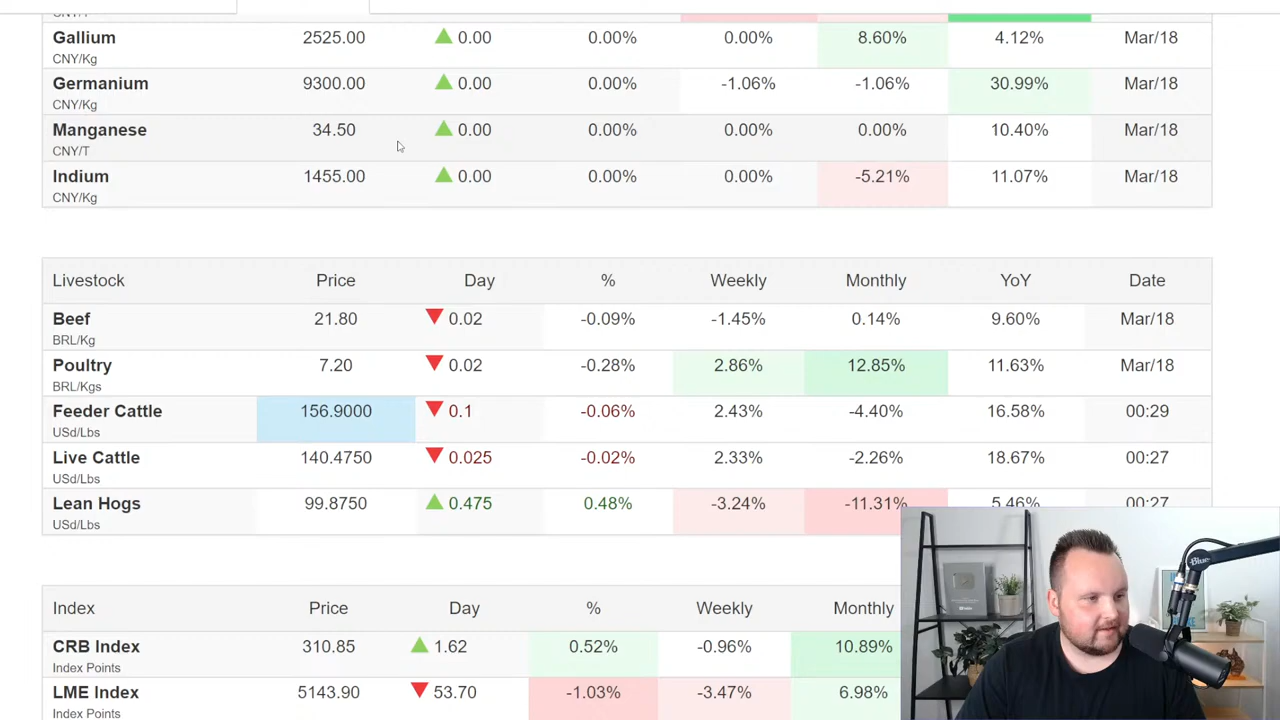 Gallium 2525.00 0.00 0.00% 0.00% 8.60% 4.12% Mar/18
CNY/Kg
Germanium 9300.00 0.00 0.00% -1.06% -1.06% 30.99% Mar/18
CNY/Kg
Manganese 34.50 0.00 0.00% 0.00% 0.00% 10.40% Mar/18
CNY/T
Indium 1455.00 0.00 0.00% 0.00% -5.21% 11.07% Mar/18
CNY/Kg
Livestock Price Day % Weekly Monthly YoY Date
Beef 21.80 0.02 -0.09% -1.45% 0.14% 9.60% Mar/18
BRL/Kg
Poultry 7.20 0.02 -0.28% 2.86% 12.85% 11.63% Mar/18
BRL/Kgs
Feeder Cattle 156.9000 0.1 -0.06% 2.43% -4.40% 16.58% 00:29
USd/Lbs
Live Cattle 140.4750 0.025 -0.02% 2.33% -2.26% 18.67% 00:27
USd/Lbs
Lean Hogs 99.8750 0.475 0.48% -3.24% -11.31% 5.46% 00:27
USd/Lbs
Index Price Day % Weekly Monthly
CRB Index 310.85 1.62 0.52% -0.96% 10.89%
Index Points
LME Index 5143.90 53.70 -1.03% -3.47% 6.98%
Index Points
Blue